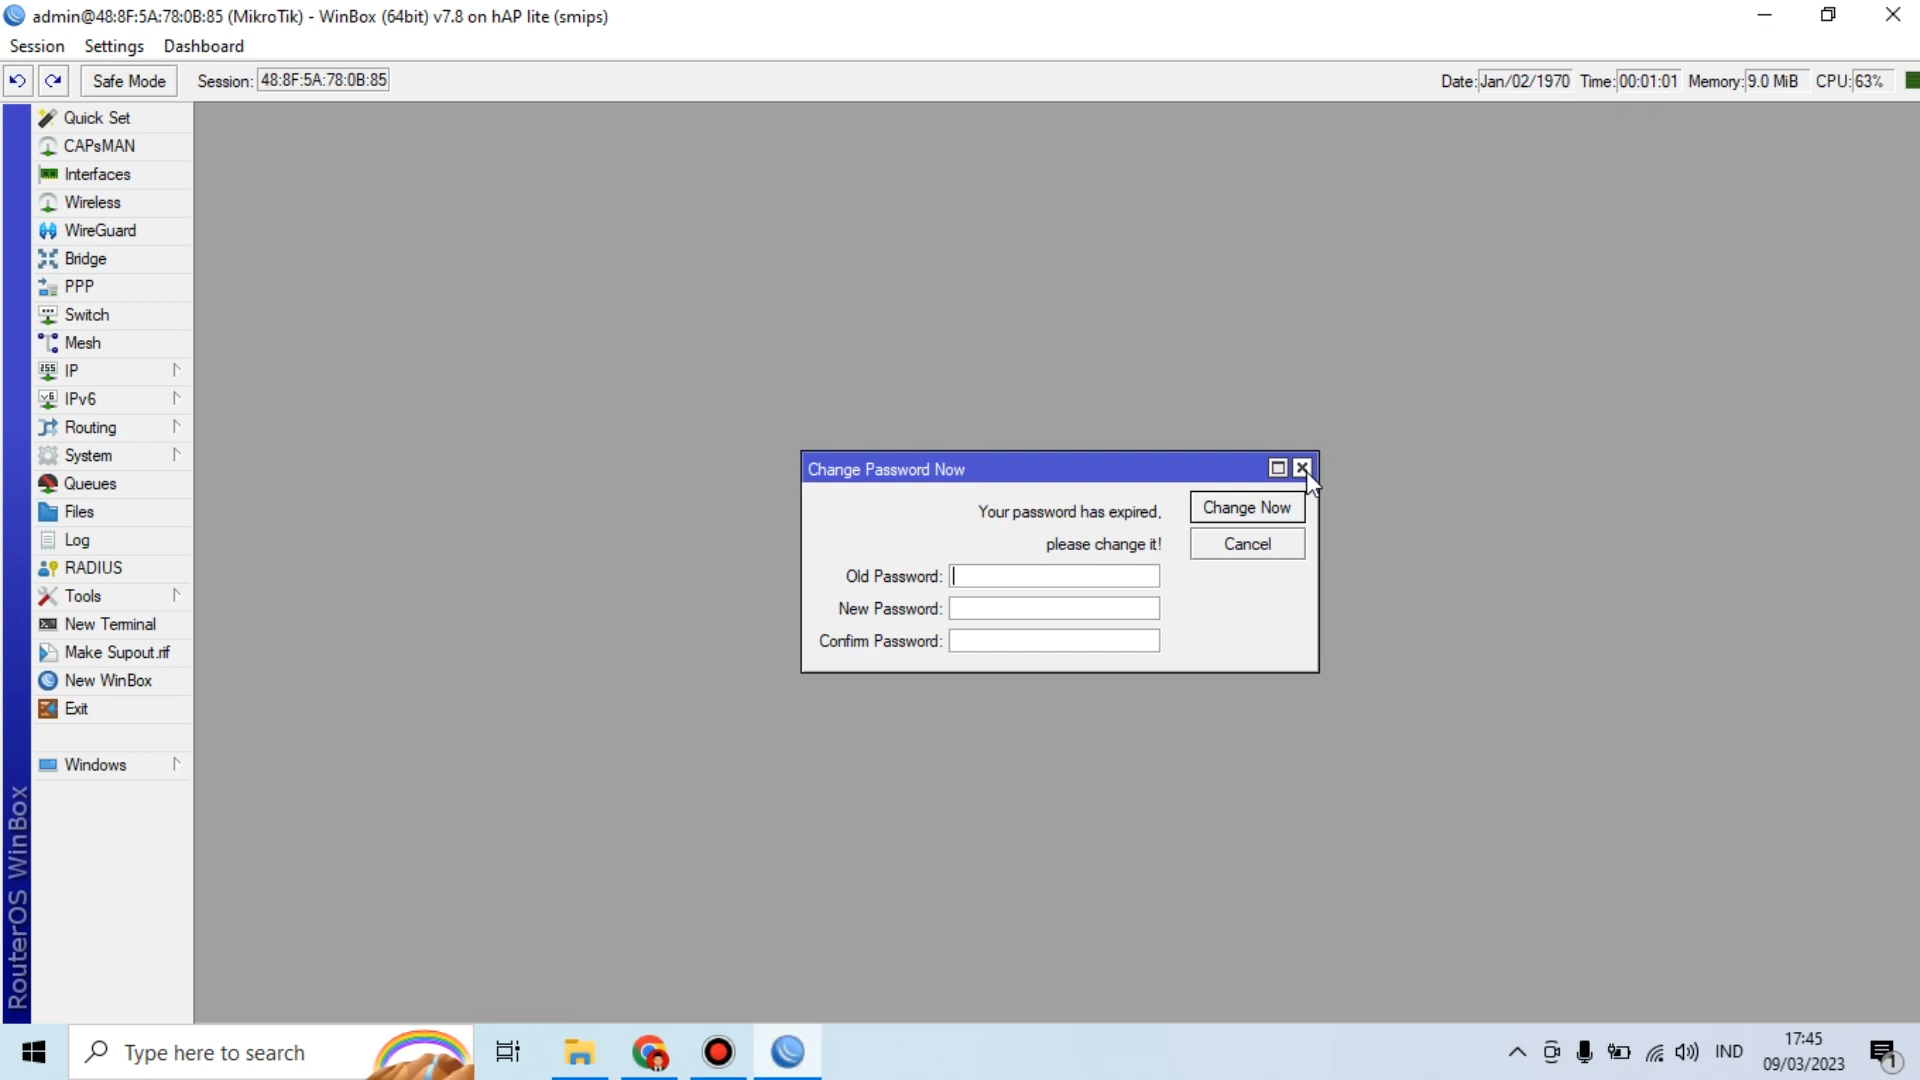 admin@48:8F:5A:78:0B:85 (MikroTik) - WinBox (64bit) v7.8 on hAP lite (smips)
Session Settings Dashboard
Safe Mode Session: 48:8F:5A:78:0B:85 Date: Jan/02/1970 Time: 00:01:01 Memory: 9.0 MiB CPU: 63%
Quick Set
CAPsMAN
Interfaces
Wireless
WireGuard
Bridge
PPP
Switch
Mesh
IP
IPv6
Routing
System
Queues
Files
Log
RADIUS
Tools
New Terminal
Make Supout.rif
New WinBox
Exit
Windows
RouterOS WinBox
Change Password Now
Your password has expired,
please change it!
Change Now
Cancel
Old Password:
New Password:
Confirm Password:
Type here to search
IND
17:45
09/03/2023
1